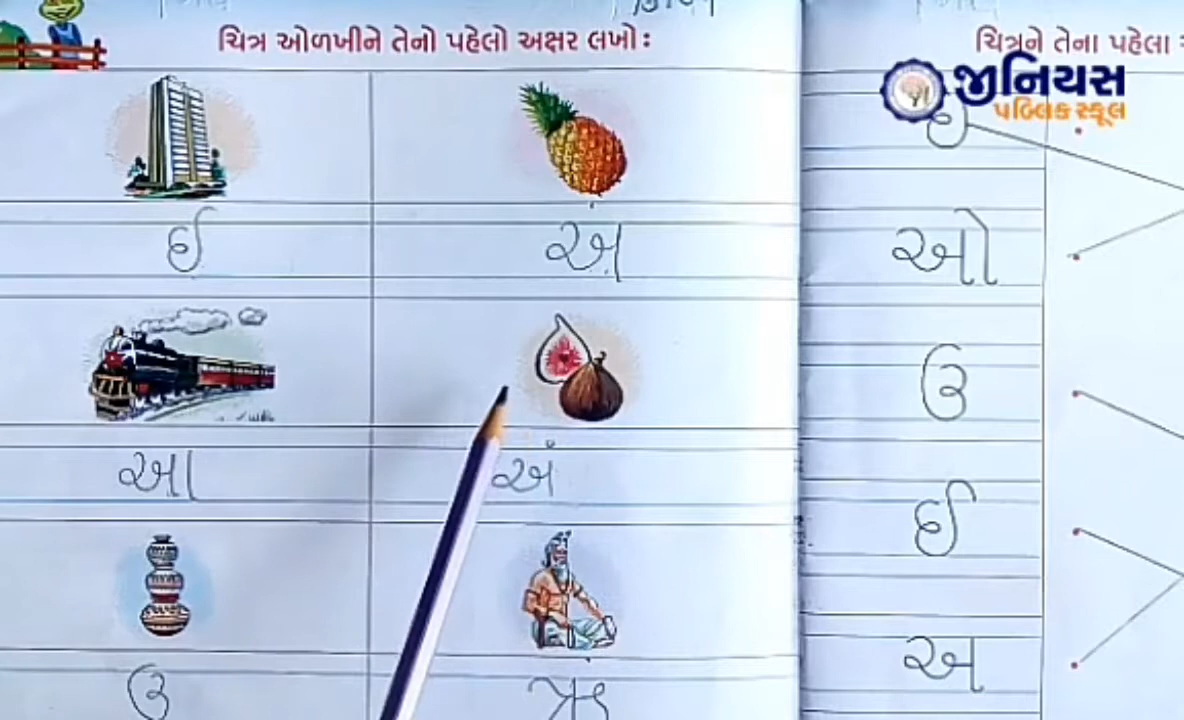 ચિત્ર ઓળખીને તેનો પહેલો અક્ષર લખો :
ઈ
અ
આ
અં
ઉ
ઋ
ચિત્રને તેના પહેલા
જીનિયસ
પબ્લિક સ્કૂલ
ઓ
ઉ
ઈ
અ